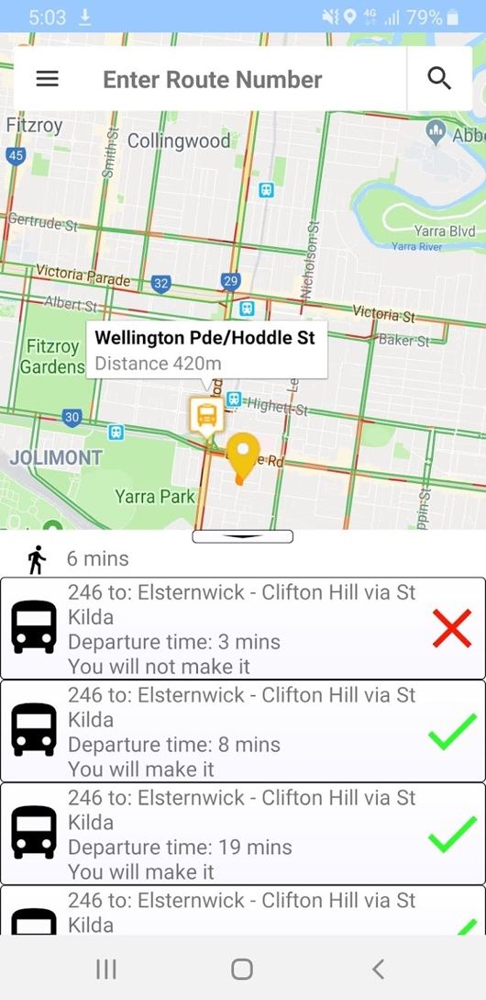 5:03
4G
79%
Enter Route Number
Fitzroy
Smith St
Collingwood
45
Gertrude St
Nicholson St
Yarra Blvd
Yarra River
Victoria Parade
32
29
Albert St
Victoria St
Baker St
Wellington Pde/Hoddle St
Distance 420m
Fitzroy
Gardens
Highett St
30
JOLIMONT
Yarra Park
6 mins
246 to: Elsternwick - Clifton Hill via St
Kilda
Departure time: 3 mins
You will not make it
246 to: Elsternwick - Clifton Hill via St
Kilda
Departure time: 8 mins
You will make it
246 to: Elsternwick - Clifton Hill via St
Kilda
Departure time: 19 mins
You will make it
246 to: Elsternwick - Clifton Hill via St
Kilda